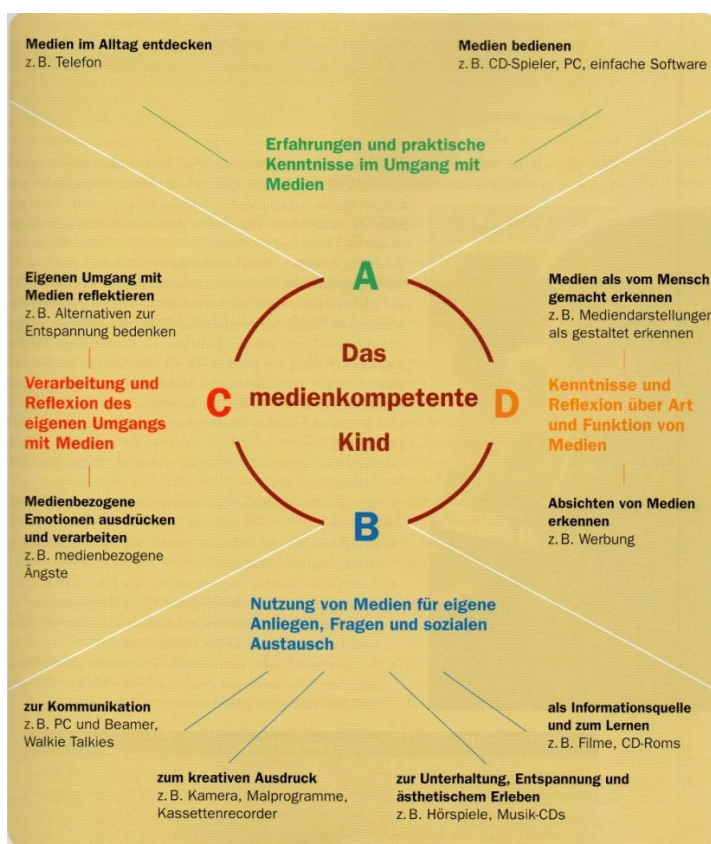 Medien im Alltag entdecken
z. B. Telefon
Medien bedienen
z. B. CD-Spieler, PC, einfache Software
Erfahrungen und praktische
Kenntnisse im Umgang mit
Medien
A
Eigenen Umgang mit
Medien reflektieren
z. B. Alternativen zur
Entspannung bedenken
Verarbeitung und
Reflexion des
eigenen Umgangs
mit Medien
Medienbezogene
Emotionen ausdrücken
und verarbeiten
z. B. medienbezogene
Ängste
C
Das
medienkompetente
Kind
D
Medien als vom Mensch
gemacht erkennen
z. B. Mediendarstellungen
als gestaltet erkennen
Kenntnisse und
Reflexion über Art
und Funktion von
Medien
Absichten von Medien
erkennen
z. B. Werbung
B
Nutzung von Medien für eigene
Anliegen, Fragen und sozialen
Austausch
zur Kommunikation
z. B. PC und Beamer,
Walkie Talkies
zum kreativen Ausdruck
z. B. Kamera, Malprogramme,
Kassettenrecorder
zur Unterhaltung, Entspannung und
ästhetischem Erleben
z. B. Hörspiele, Musik-CDs
als Informationsquelle
und zum Lernen
z. B. Filme, CD-Roms